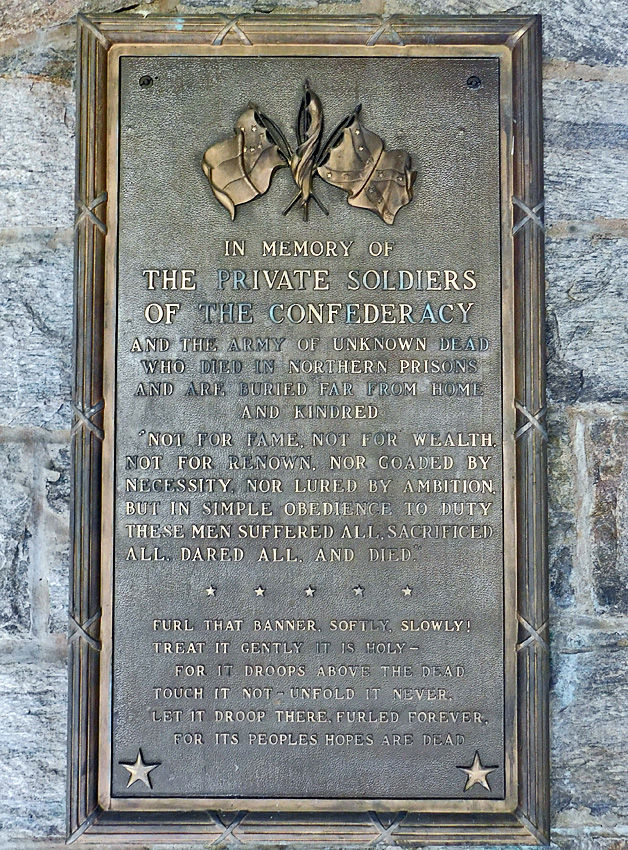 IN MEMORY OF
THE PRIVATE SOLDIERS
OF THE CONFEDERACY
AND THE ARMY OF UNKNOWN DEAD
WHO DIED IN NORTHERN PRISONS
AND ARE BURIED FAR FROM HOME
AND KINDRED
"NOT FOR FAME, NOT FOR WEALTH,
NOT FOR RENOWN, NOR GOADED BY
NECESSITY, NOR LURED BY AMBITION,
BUT IN SIMPLE OBEDIENCE TO DUTY
THESE MEN SUFFERED ALL, SACRIFICED
ALL, DARED ALL, AND DIED."
FURL THAT BANNER, SOFTLY, SLOWLY!
TREAT IT GENTLY IT IS HOLY-
FOR IT DROOPS ABOVE THE DEAD
TOUCH IT NOT-UNFOLD IT NEVER,
LET IT DROOP THERE, FURLED FOREVER,
FOR ITS PEOPLES HOPES ARE DEAD